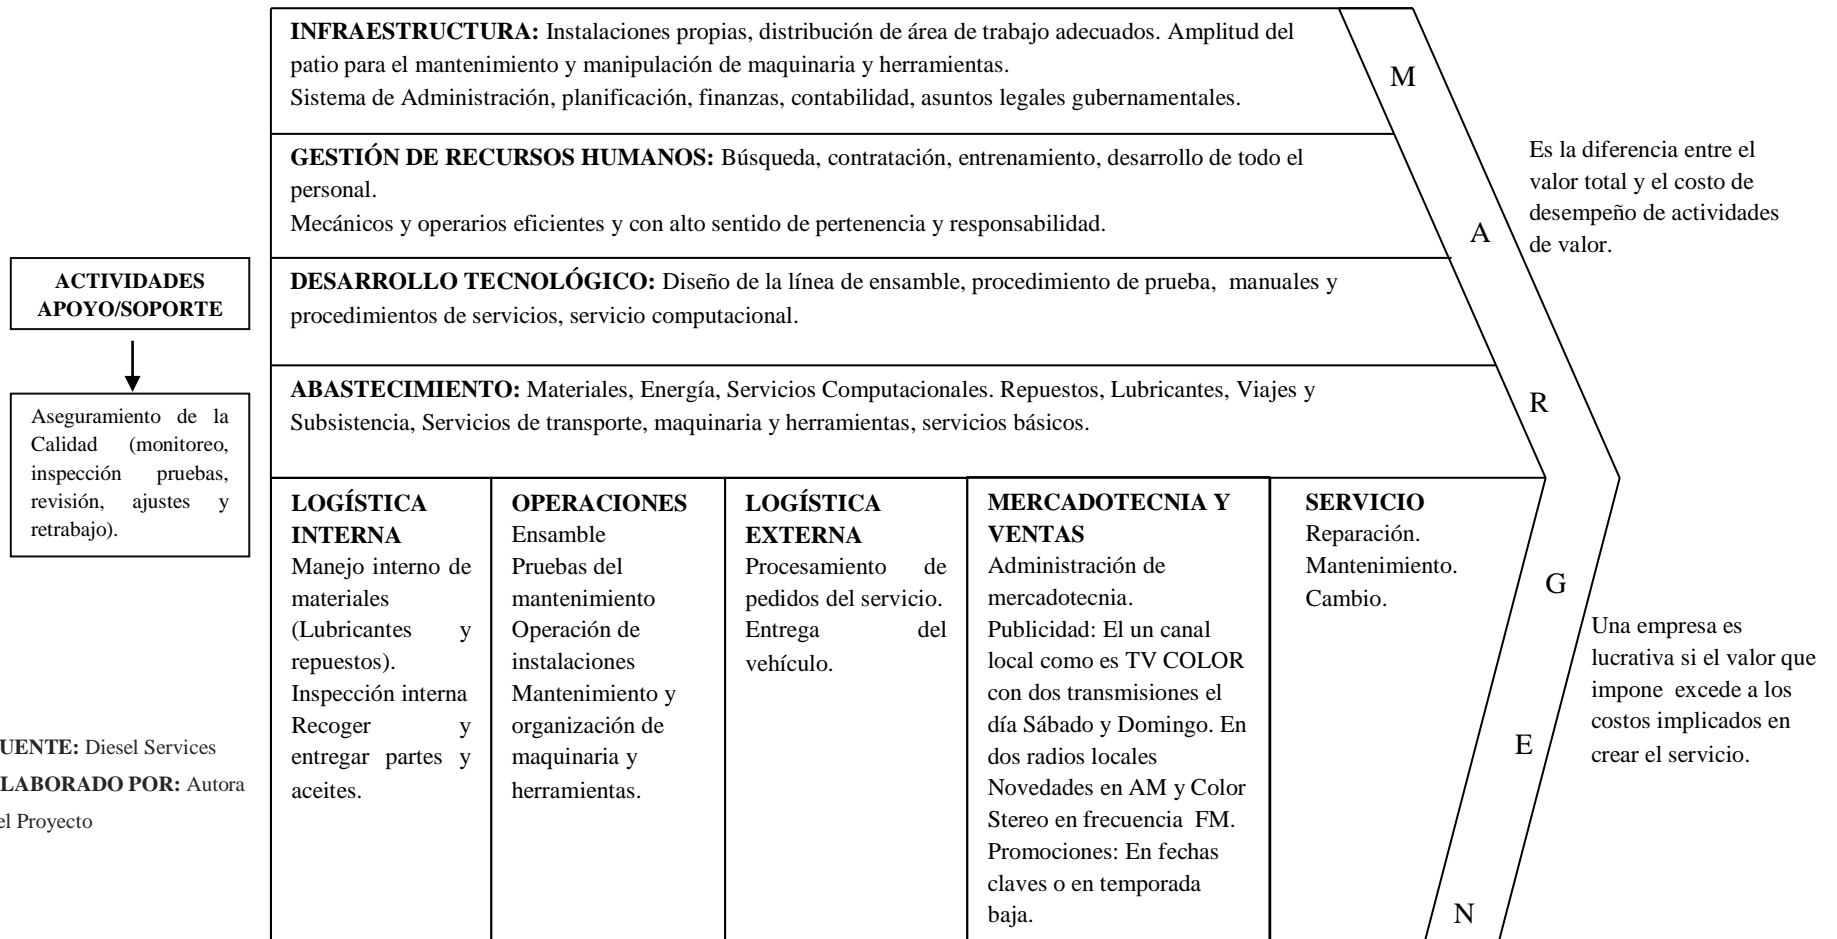 INFRAESTRUCTURA: Instalaciones propias, distribución de área de trabajo adecuados. Amplitud del
patio para el mantenimiento y manipulación de maquinaria y herramientas.
Sistema de Administración, planificación, finanzas, contabilidad, asuntos legales gubernamentales.
GESTIÓN DE RECURSOS HUMANOS: Búsqueda, contratación, entrenamiento, desarrollo de todo el
personal.
Mecánicos y operarios eficientes y con alto sentido de pertenencia y responsabilidad.
DESARROLLO TECNOLÓGICO: Diseño de la línea de ensamble, procedimiento de prueba, manuales y
procedimientos de servicios, servicio computacional.
ABASTECIMIENTO: Materiales, Energía, Servicios Computacionales. Repuestos, Lubricantes, Viajes y
Subsistencia, Servicios de transporte, maquinaria y herramientas, servicios básicos.
ACTIVIDADES
APOYO/SOPORTE
Aseguramiento de la
Calidad (monitoreo,
inspección pruebas,
revisión, ajustes y
retrabajo).
LOGÍSTICA
INTERNA
Manejo interno de
materiales
(Lubricantes y
repuestos).
Inspección interna
Recoger y
entregar partes y
aceites.
OPERACIONES
Ensamble
Pruebas del
mantenimiento
Operación de
instalaciones
Mantenimiento y
organización de
maquinaria y
herramientas.
LOGÍSTICA
EXTERNA
Procesamiento de
pedidos del servicio.
Entrega del
vehículo.
MERCADOTECNIA Y
VENTAS
Administración de
mercadotecnia.
Publicidad: El un canal
local como es TV COLOR
con dos transmisiones el
día Sábado y Domingo. En
dos radios locales
Novedades en AM y Color
Stereo en frecuencia FM.
Promociones: En fechas
claves o en temporada
baja.
SERVICIO
Reparación.
Mantenimiento.
Cambio.
M
A
R
G
E
N
Es la diferencia entre el
valor total y el costo de
desempeño de actividades
de valor.
Una empresa es
lucrativa si el valor que
impone excede a los
costos implicados en
crear el servicio.
UENTE: Diesel Services
LABORADO POR: Autora
el Proyecto